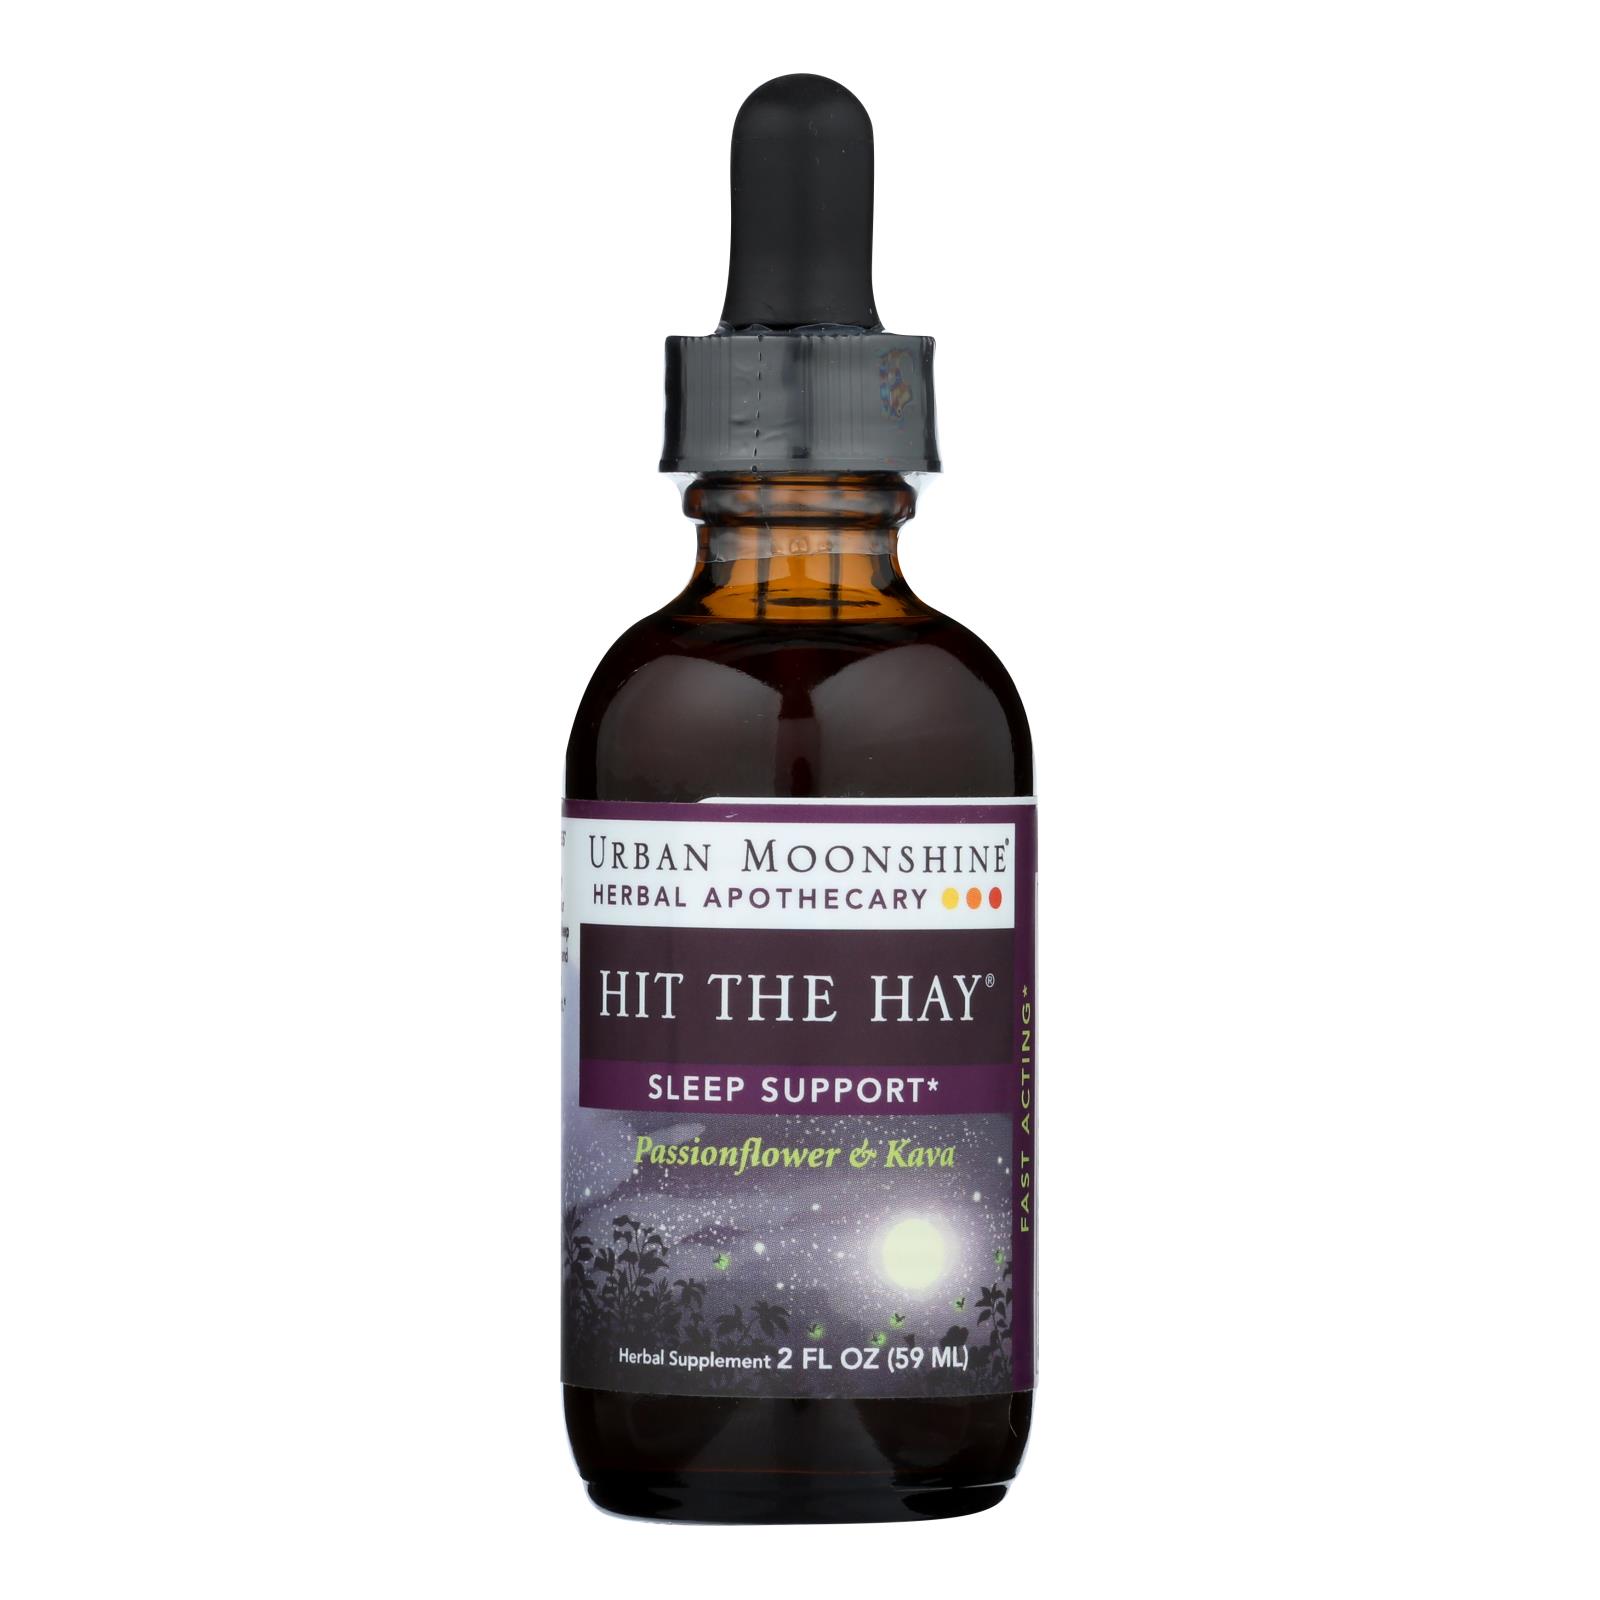 URBAN MOONSHINE®
HERBAL APOTHECARY
HIT THE HAY®
SLEEP SUPPORT*
Passionflower & Kava
Herbal Supplement 2 FL OZ (59 ML)
FAST ACTING*